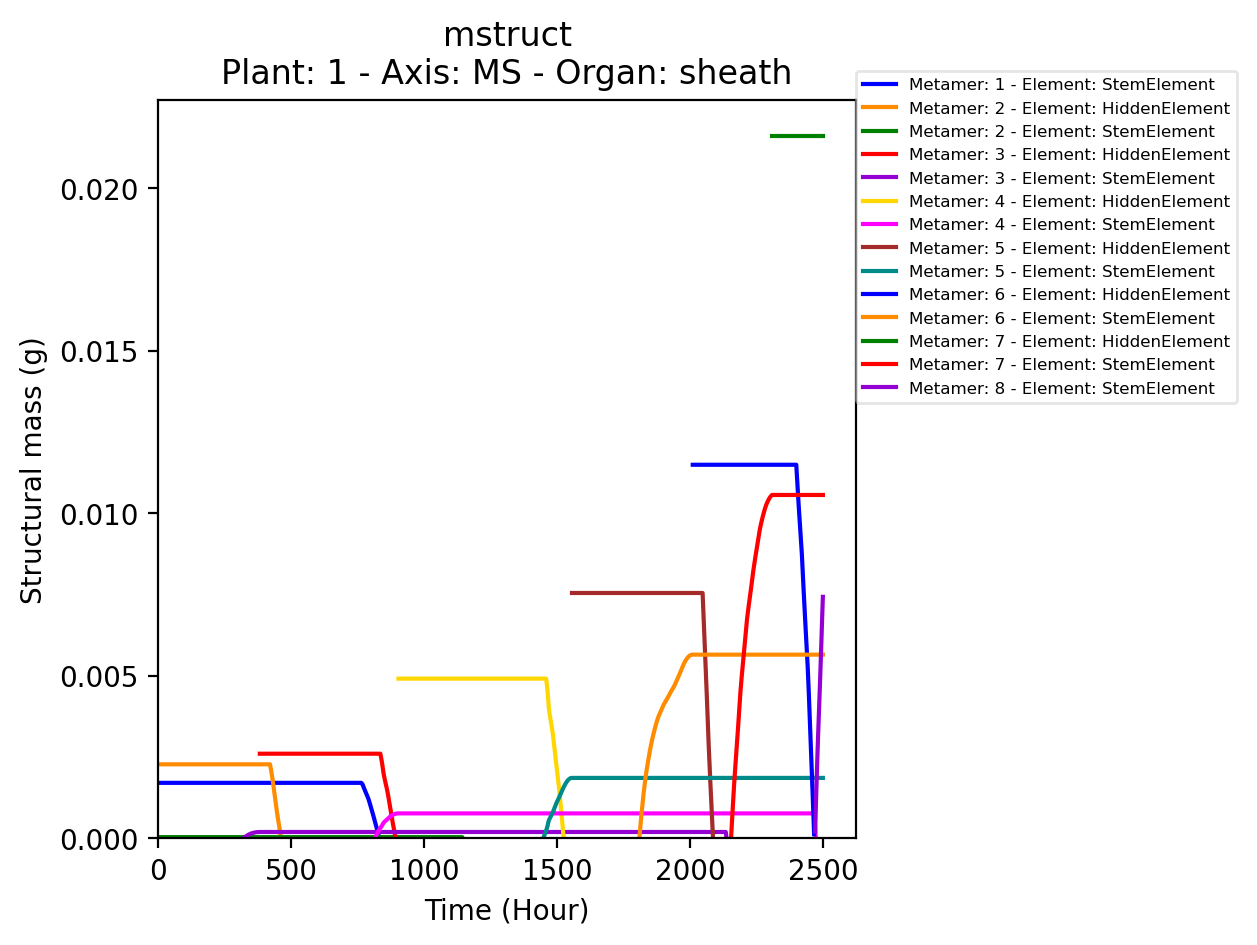 mstruct
Plant: 1 - Axis: MS - Organ: sheath
Metamer: 1 - Element: StemElement
Metamer: 2 - Element: HiddenElement
Metamer: 2 - Element: StemElement
Metamer: 3 - Element: HiddenElement
Metamer: 3 - Element: StemElement
Metamer: 4 - Element: HiddenElement
Metamer: 4 - Element: StemElement
Metamer: 5 - Element: HiddenElement
Metamer: 5 - Element: StemElement
Metamer: 6 - Element: HiddenElement
Metamer: 6 - Element: StemElement
Metamer: 7 - Element: HiddenElement
Metamer: 7 - Element: StemElement
Metamer: 8 - Element: StemElement
Structural mass (g)
0.020
0.015
0.010
0.005
0.000
0 500 1000 1500 2000 2500
Time (Hour)